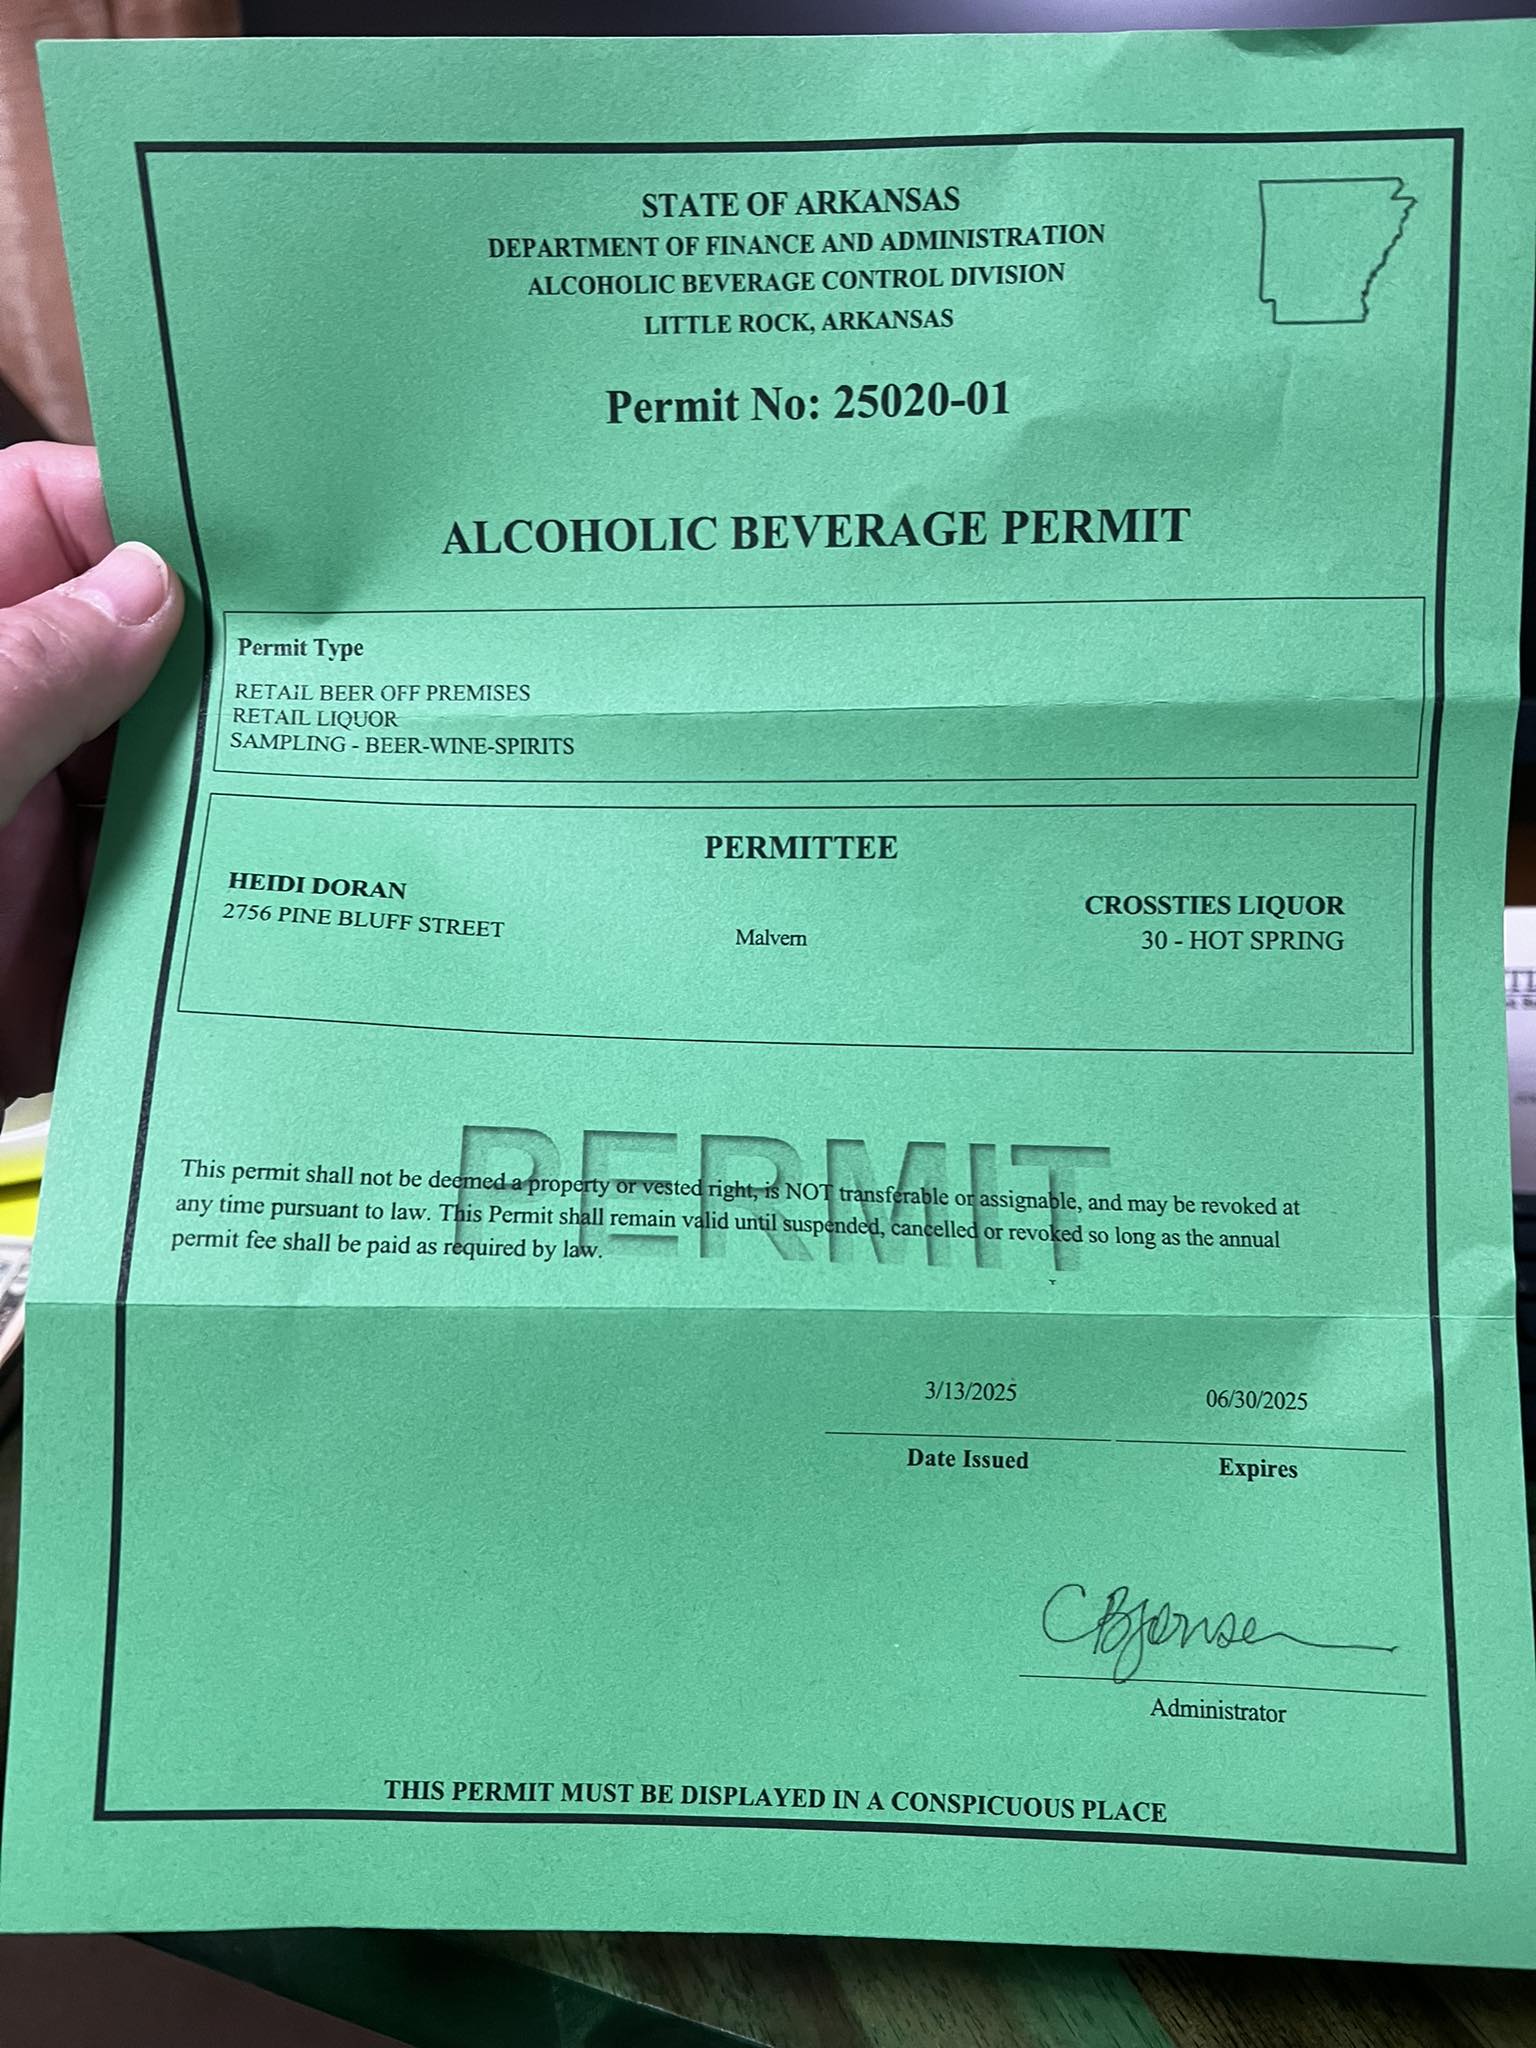 STATE OF ARKANSAS
DEPARTMENT OF FINANCE AND ADMINISTRATION
ALCOHOLIC BEVERAGE CONTROL DIVISION
LITTLE ROCK, ARKANSAS
Permit No: 25020-01
ALCOHOLIC BEVERAGE PERMIT
Permit Type
RETAIL BEER OFF PREMISES
RETAIL LIQUOR
SAMPLING - BEER-WINE-SPIRITS
PERMITTEE
HEIDI DORAN
2756 PINE BLUFF STREET
Malvern
CROSSTIES LIQUOR
30 - HOT SPRING
PERMIT
This permit shall not be deemed a property or vested right, is NOT transferable or assignable, and may be revoked at
any time pursuant to law. This Permit shall remain valid until suspended, cancelled or revoked so long as the annual
permit fee shall be paid as required by law.
3/13/2025
Date Issued
06/30/2025
Expires
Administrator
THIS PERMIT MUST BE DISPLAYED IN A CONSPICUOUS PLACE